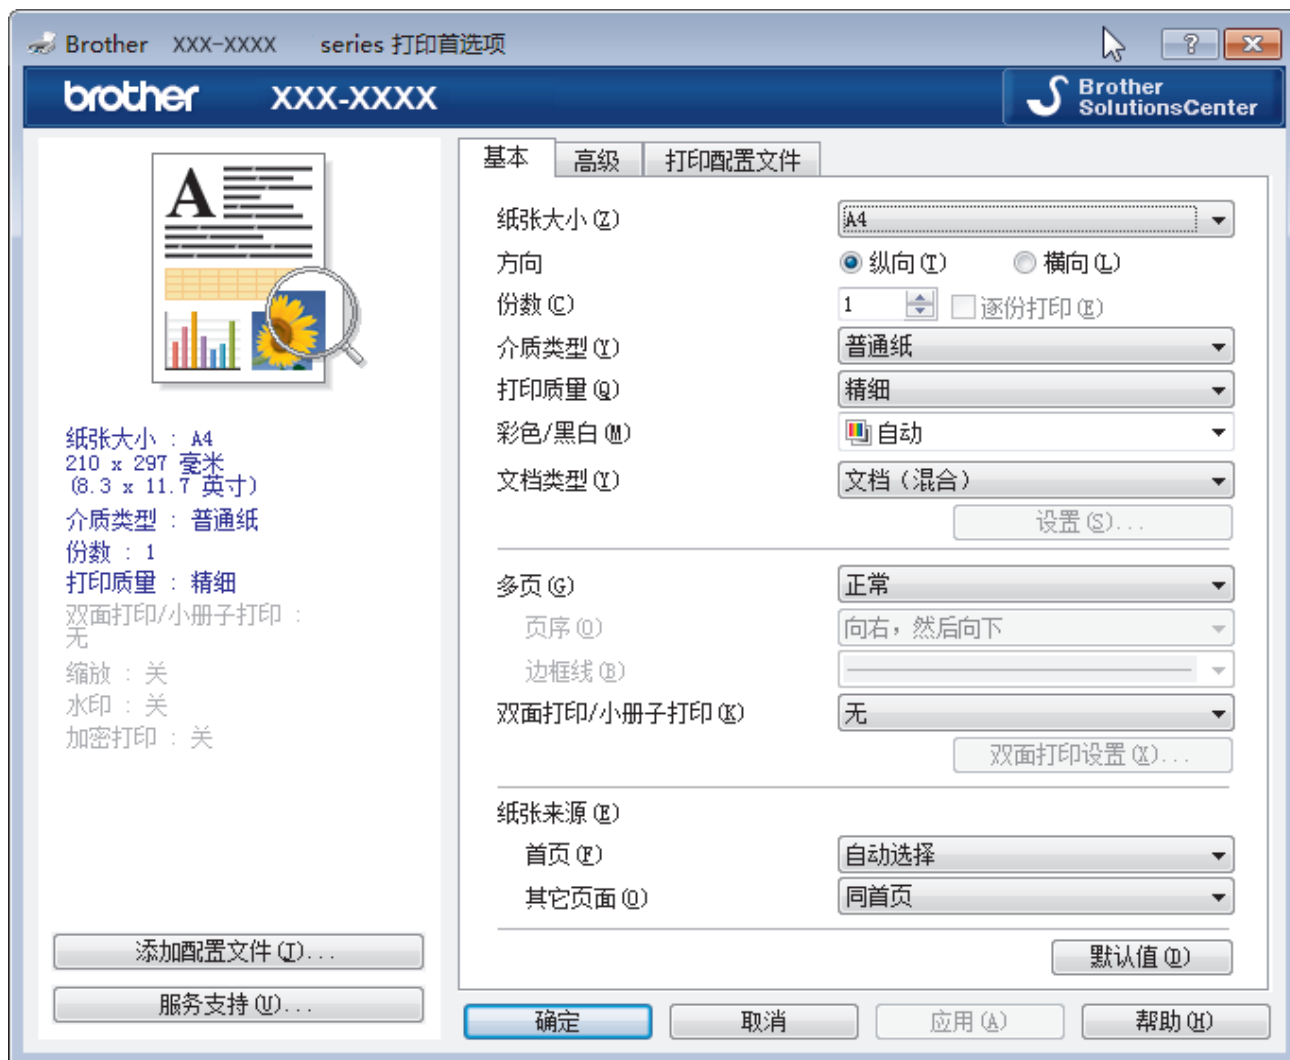 Brother XXX-XXXX series 打印首选项
brother XXX-XXXX
Brother
SolutionsCenter
A
纸张大小 : A4
210 x 297 毫米
(8.3 x 11.7 英寸)
介质类型 : 普通纸
份数 : 1
打印质量 : 精细
双面打印/小册子打印 :
无
缩放 : 关
水印 : 关
加密打印 : 关
添加配置文件(J)...
服务支持(U)...
基本 高级 打印配置文件
纸张大小(Z) A4
方向 纵向(T) 横向(L)
份数(C) 1 逐份打印(E)
介质类型(Y) 普通纸
打印质量(Q) 精细
彩色/黑白(M) 自动
文档类型(Y) 文档（混合）
设置(S)...
多页(G) 正常
页序(O) 向右，然后向下
边框线(B)
双面打印/小册子打印(K) 无
双面打印设置(X)...
纸张来源(E)
首页(F) 自动选择
其它页面(O) 同首页
默认值(D)
确定 取消 应用(A) 帮助(H)